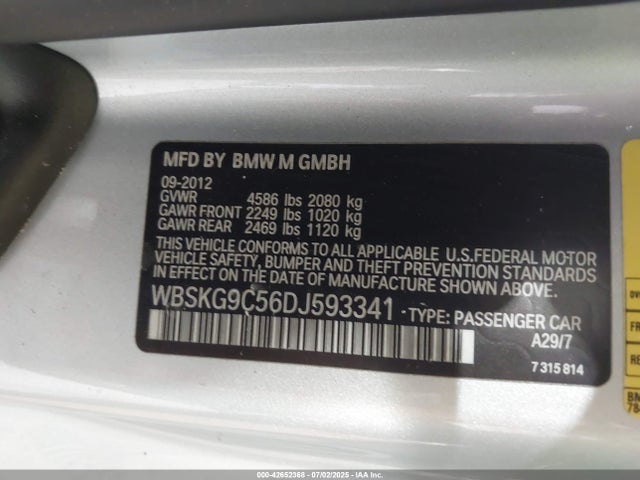 MFD BY BMW M GMBH
09-2012
GVWR 4586 lbs 2080 kg
GAWR FRONT 2249 lbs 1020 kg
GAWR REAR 2469 lbs 1120 kg
THIS VEHICLE CONFORMS TO ALL APPLICABLE U.S.FEDERAL MOTOR
VEHICLE SAFETY, BUMPER AND THEFT PREVENTION STANDARDS
IN EFFECT ON THE DATE OF MANUFACTURE SHOWN ABOVE.
WBSKG9C56DJ593341 · TYPE: PASSENGER CAR
A29/7
7 315 814
000-42652368 - 07/02/2025 - IAA Inc.